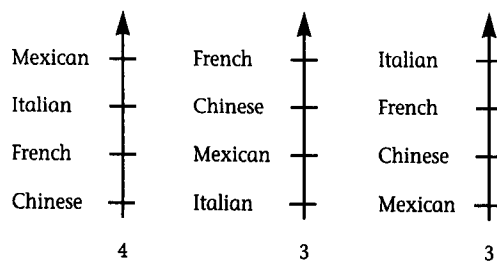 Mexican French Italian
Italian Chinese French
French Mexican Chinese
Chinese Italian Mexican
4 3 3